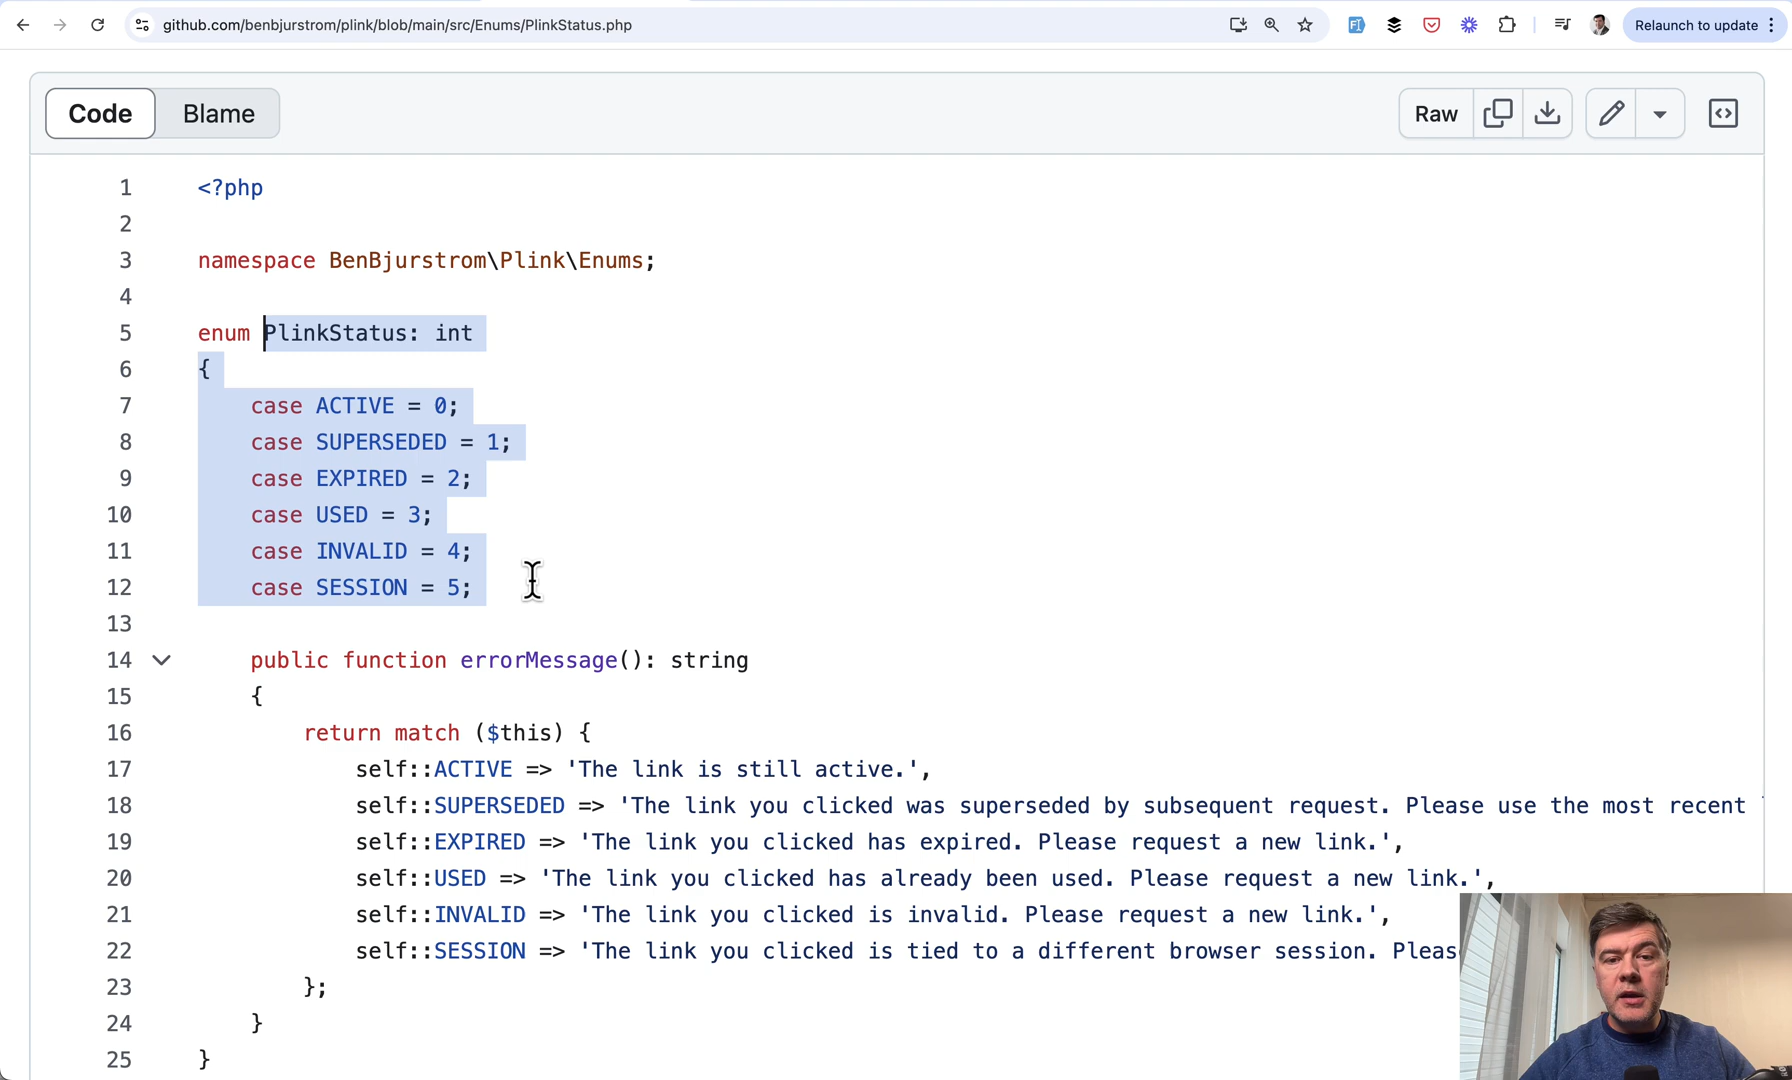 github.com/benbjurstrom/plink/blob/main/src/Enums/PlinkStatus.php
Relaunch to update
Code Blame Raw
1 <?php
2
3 namespace BenBjurstrom\Plink\Enums;
4
5 enum PlinkStatus: int
6 {
7 case ACTIVE = 0;
8 case SUPERSEDED = 1;
9 case EXPIRED = 2;
10 case USED = 3;
11 case INVALID = 4;
12 case SESSION = 5;
13
14 public function errorMessage(): string
15 {
16 return match ($this) {
17 self::ACTIVE => 'The link is still active.',
18 self::SUPERSEDED => 'The link you clicked was superseded by subsequent request. Please use the most recent
19 self::EXPIRED => 'The link you clicked has expired. Please request a new link.',
20 self::USED => 'The link you clicked has already been used. Please request a new link.',
21 self::INVALID => 'The link you clicked is invalid. Please request a new link.',
22 self::SESSION => 'The link you clicked is tied to a different browser session. Pleas
23 };
24 }
25 }